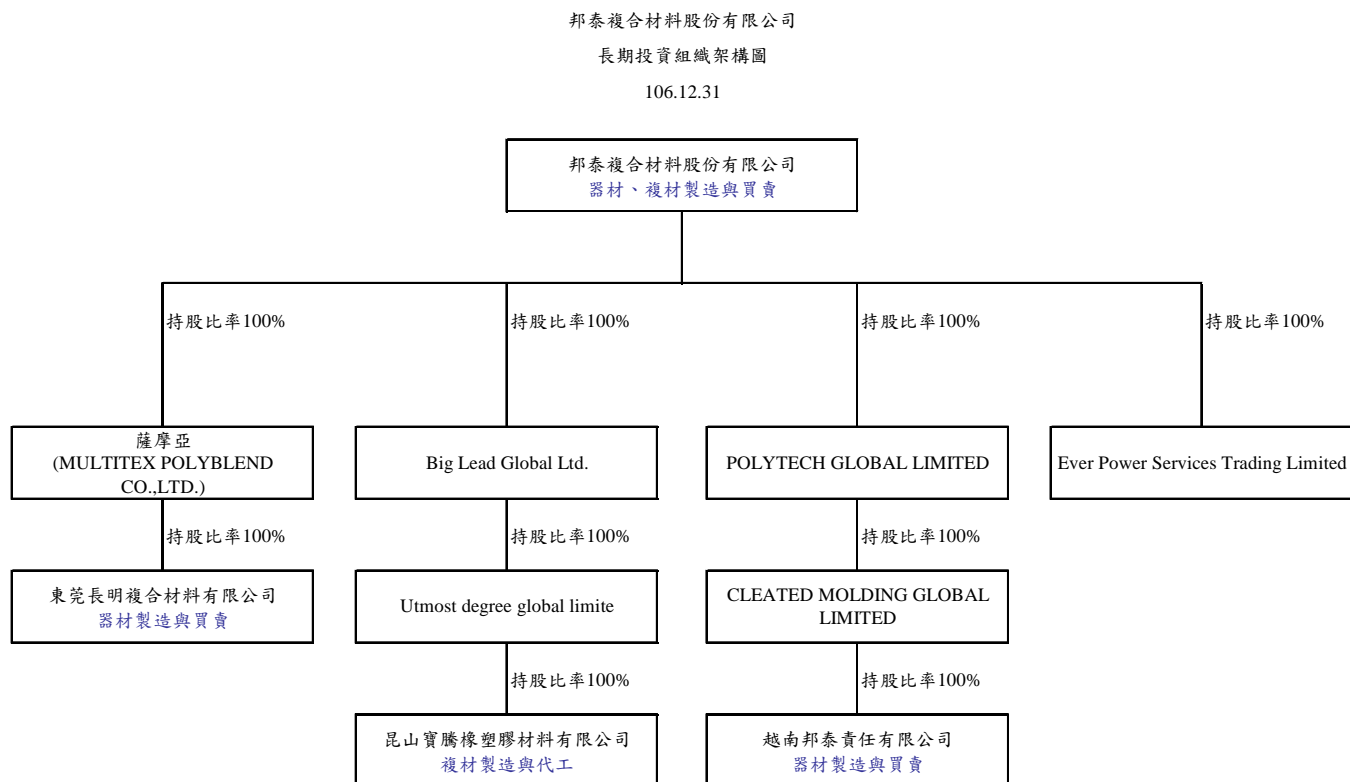 邦泰複合材料股份有限公司
長期投資組織架構圖
106.12.31
邦泰複合材料股份有限公司
器材、複材製造與買賣
持股比率100%
持股比率100%
持股比率100%
持股比率100%
薩摩亞
(MULTITEX POLYBLEND
CO.,LTD.)
Big Lead Global Ltd.
POLYTECH GLOBAL LIMITED
Ever Power Services Trading Limited
持股比率100%
持股比率100%
持股比率100%
東莞長明複合材料有限公司
器材製造與買賣
Utmost degree global limite
CLEATED MOLDING GLOBAL
LIMITED
持股比率100%
持股比率100%
昆山寶騰橡塑膠材料有限公司
複材製造與代工
越南邦泰責任有限公司
器材製造與買賣